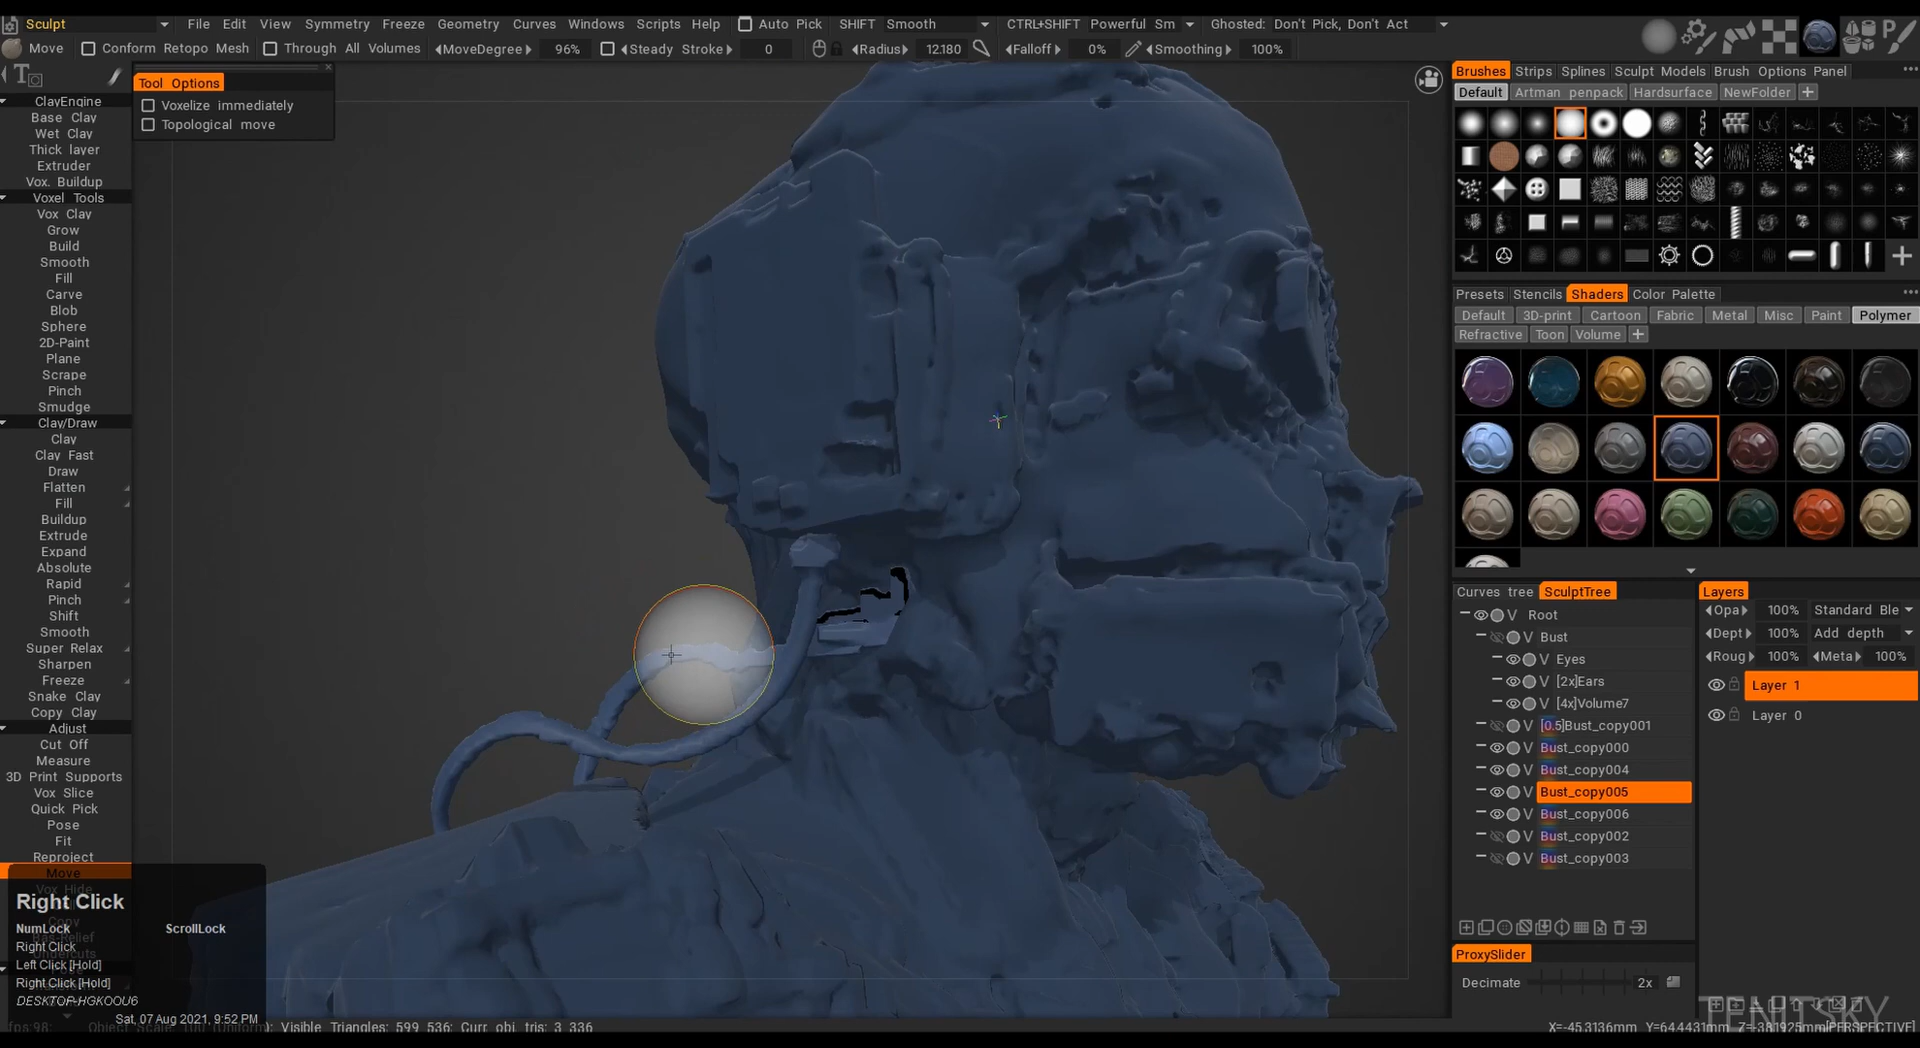 Sculpt File Edit View Symmetry Freeze Geometry Curves Windows Scripts Help Auto Pick SHIFT Smooth CTRL+SHIFT Powerful Sm Ghosted: Don't Pick, Don't Act
Move Conform Retopo Mesh Through All Volumes MoveDegree 96% Steady Stroke 0 Radius 12.180 Falloff 0% Smoothing 100%
Tool Options
Voxelize immediately
Topological move
ClayEngine
Base Clay
Wet Clay
Thick layer
Extruder
Vox. Buildup
Voxel Tools
Vox Clay
Grow
Build
Smooth
Fill
Carve
Blob
Sphere
2D-Paint
Plane
Scrape
Pinch
Smudge
Clay/Draw
Clay
Clay Fast
Draw
Flatten
Fill
Buildup
Extrude
Expand
Absolute
Rapid
Pinch
Shift
Smooth
Super Relax
Sharpen
Freeze
Snake Clay
Copy Clay
Adjust
Cut Off
Measure
3D Print Supports
Vox Slice
Quick Pick
Pose
Fit
Reproject
Move
Vox Hide
Copy
Bas-Relief
Undercuts
Right Click
NumLock ScrollLock
Right Click
Left Click [Hold]
Right Click [Hold]
DESKTOP-HGKOQU6
Sat, 07 Aug 2021, 9:52 PM
Visible Triangles: 599 536; Curr. obj. tris: 3 336
Brushes Strips Splines Sculpt Models Brush Options Panel
Default Artman penpack Hardsurface NewFolder
Presets Stencils Shaders Color Palette
Default 3D-print Cartoon Fabric Metal Misc Paint Polymer
Refractive Toon Volume
Curves tree SculptTree
Root
V Bust
V Eyes
V [2x]Ears
V [4x]Volume7
V [0.5]Bust_copy001
V Bust_copy000
V Bust_copy004
V Bust_copy005
V Bust_copy006
V Bust_copy002
V Bust_copy003
ProxySlider
Decimate 2x
Layers
Opa 100% Standard Ble
Dept 100% Add depth
Roug 100% Meta 100%
Layer 1
Layer 0
TENITSKY
[PERSPECTIVE]